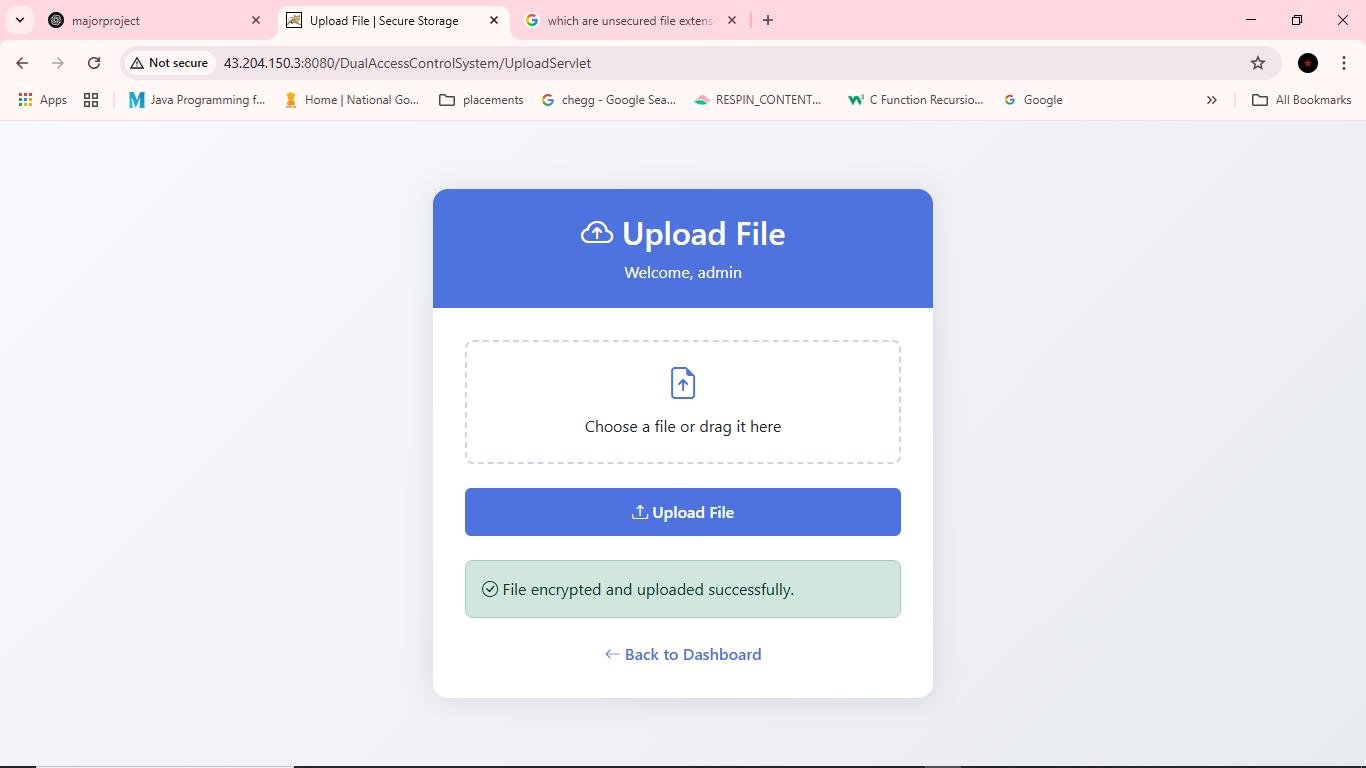 majorproject
Upload File | Secure Storage
which are unsecured file extens
Not secure
43.204.150.3:8080/DualAccessControlSystem/UploadServlet
Apps
Java Programming f...
Home | National Go...
placements
chegg - Google Sea...
RESPIN_CONTENT...
C Function Recursio...
Google
All Bookmarks
Upload File
Welcome, admin
Choose a file or drag it here
Upload File
File encrypted and uploaded successfully.
Back to Dashboard